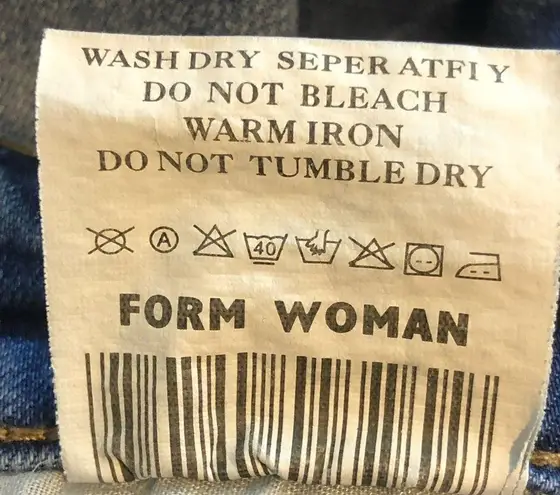 WASH DRY SEPERATFIY
DO NOT BLEACH
WARM IRON
DO NOT TUMBLE DRY
A 40
FORM WOMAN